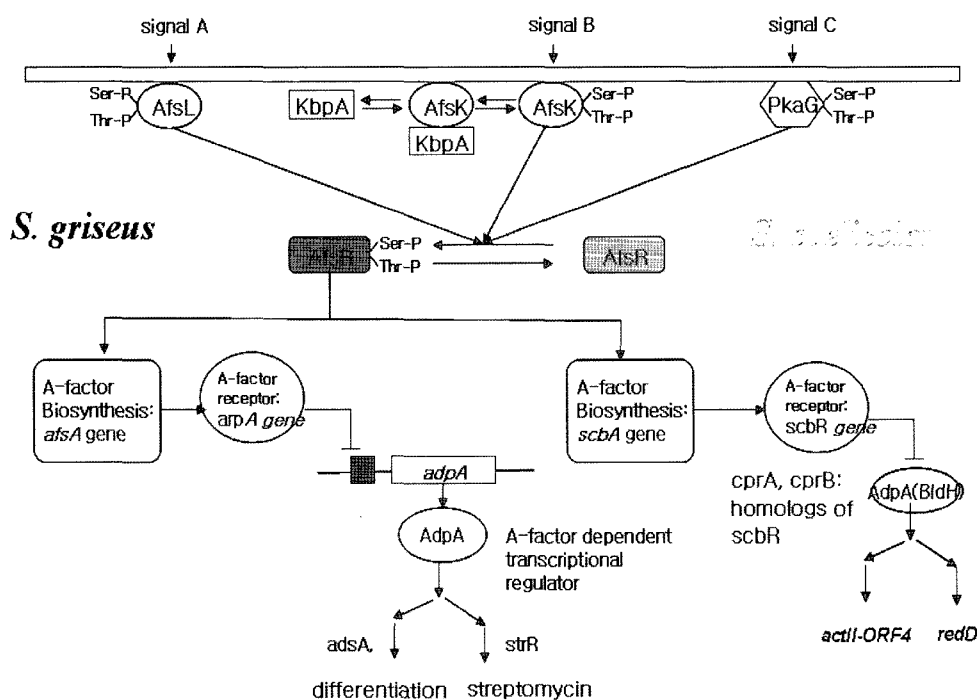 signal A
signal B
signal C
Ser-P
Thr-P
AfsL
KbpA
AfsK
KbpA
AfsK
Ser-P
Thr-P
PkaG
Ser-P
Thr-P
S. griseus
AfsR
Ser-P
Thr-P
AfsR
A-factor
Biosynthesis:
afsA gene
A-factor
receptor:
arpA gene
A-factor
Biosynthesis:
scbA gene
A-factor
receptor:
scbR gene
adpA
cprA, cprB:
homologs of
scbR
AdpA(BldH)
AdpA
A-factor dependent
transcriptional
regulator
adsA,
strR
actII-ORF4
redD
differentiation
streptomycin